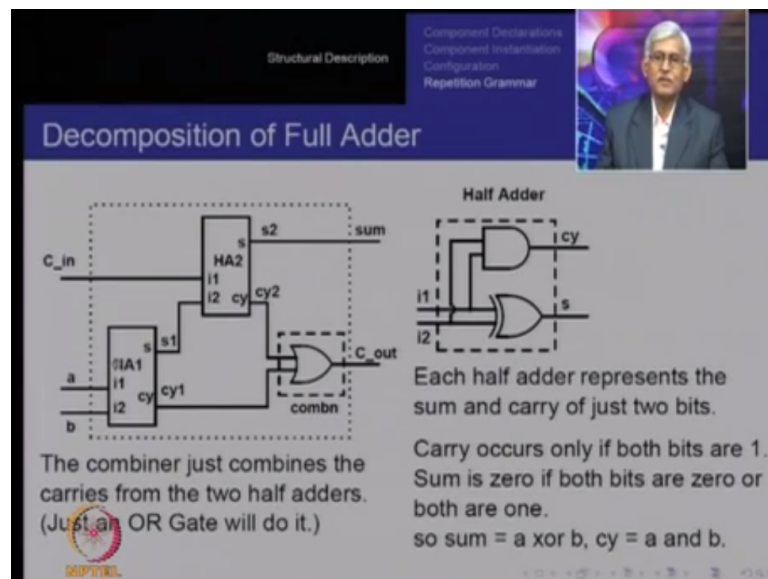 Structural Description
Component Declarations
Component Instantiation
Configuration
Repetition Grammar
Decomposition of Full Adder
s2
sum
s
C_in
HA2
i1
i2 cy
cy2
s1
s
C_out
a
i1
cy
cy1
i2
b
combn
The combiner just combines the
carries from the two half adders.
(Just an OR Gate will do it.)
Half Adder
cy
i1
s
i2
Each half adder represents the
sum and carry of just two bits.
Carry occurs only if both bits are 1.
Sum is zero if both bits are zero or
both are one.
so sum = a xor b, cy = a and b.
NPTEL